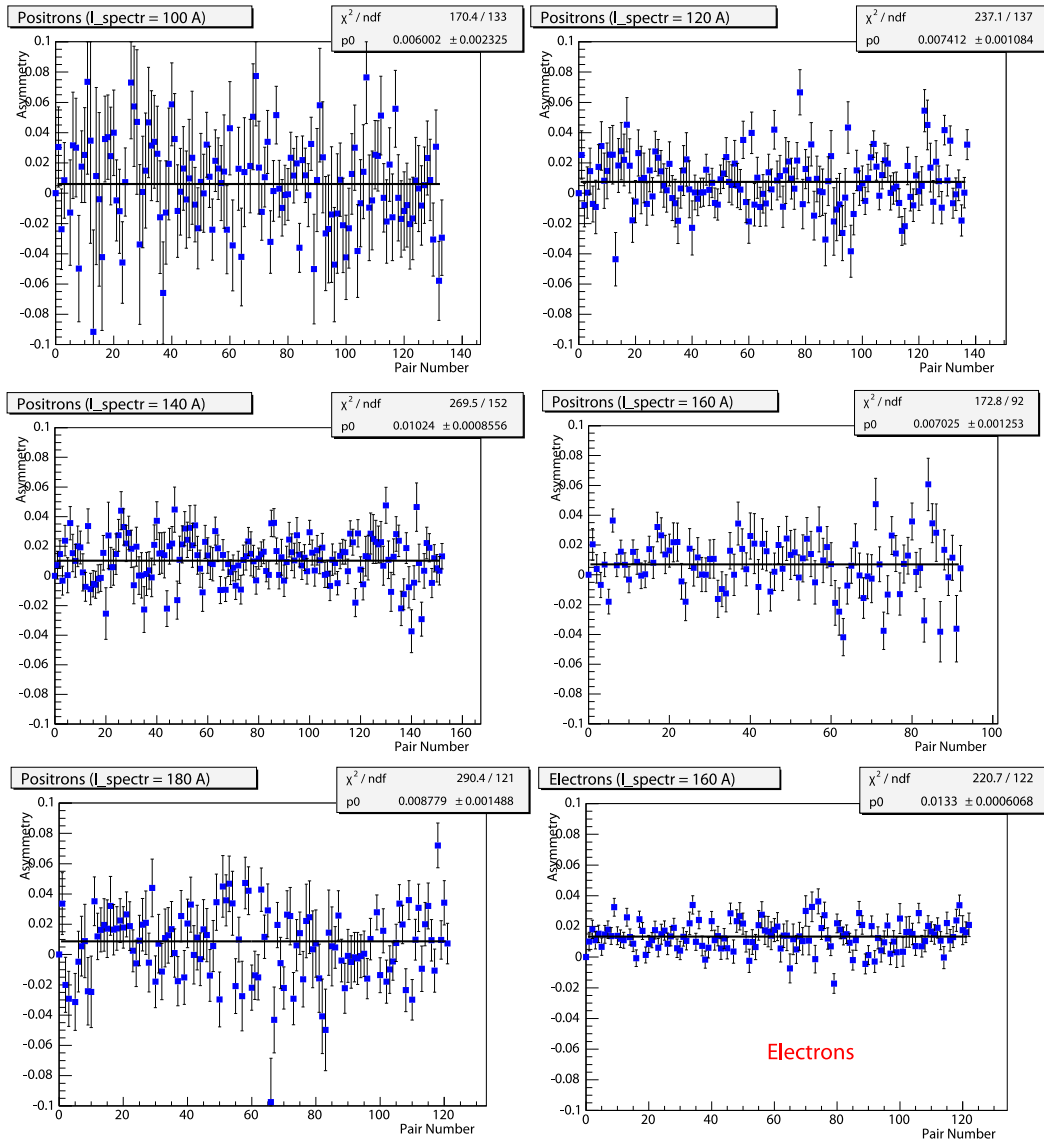 Positrons (I_spectr = 100 A)
χ² / ndf 170.4 / 133
p0 0.006002 ± 0.002325
Asymmetry
0.1
0.08
0.06
0.04
0.02
0
-0.02
-0.04
-0.06
-0.08
-0.1
0 20 40 60 80 100 120 140
Pair Number
Positrons (I_spectr = 120 A)
χ² / ndf 237.1 / 137
p0 0.007412 ± 0.001084
Asymmetry
0.1
0.08
0.06
0.04
0.02
0
-0.02
-0.04
-0.06
-0.08
-0.1
0 20 40 60 80 100 120 140
Pair Number
Positrons (I_spectr = 140 A)
χ² / ndf 269.5 / 152
p0 0.01024 ± 0.0008556
Asymmetry
0.1
0.08
0.06
0.04
0.02
0
-0.02
-0.04
-0.06
-0.08
-0.1
0 20 40 60 80 100 120 140 160
Pair Number
Positrons (I_spectr = 160 A)
χ² / ndf 172.8 / 92
p0 0.007025 ± 0.001253
Asymmetry
0.1
0.08
0.06
0.04
0.02
0
-0.02
-0.04
-0.06
-0.08
-0.1
0 20 40 60 80 100
Pair Number
Positrons (I_spectr = 180 A)
χ² / ndf 290.4 / 121
p0 0.008779 ± 0.001488
Asymmetry
0.1
0.08
0.06
0.04
0.02
0
-0.02
-0.04
-0.06
-0.08
-0.1
0 20 40 60 80 100 120
Pair Number
Electrons (I_spectr = 160 A)
χ² / ndf 220.7 / 122
p0 0.0133 ± 0.0006068
Asymmetry
0.1
0.08
0.06
0.04
0.02
0
-0.02
-0.04
-0.06
-0.08
-0.1
Electrons
0 20 40 60 80 100 120
Pair Number